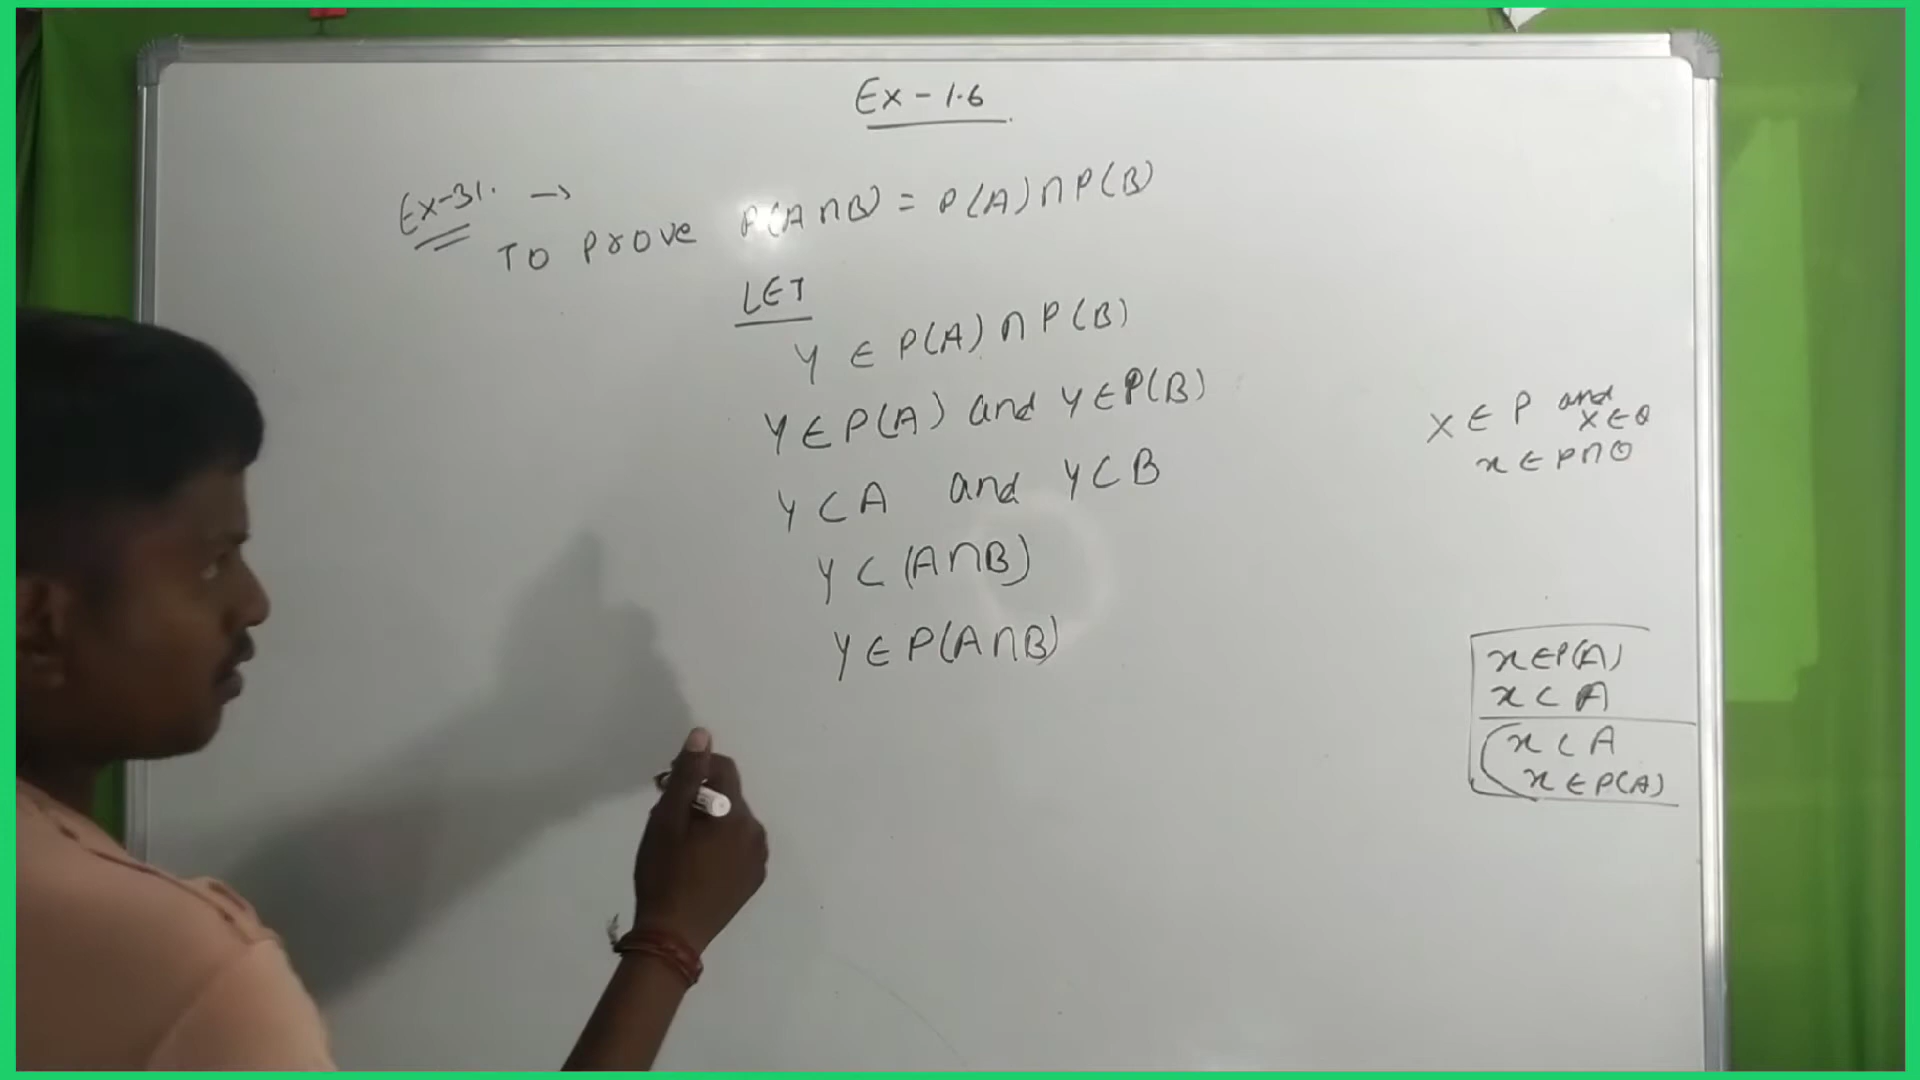 Ex - 1.6
Ex-31. →
TO Prove P(A∩B) = P(A)∩P(B)
LET
Y ∈ P(A)∩P(B)
Y∈P(A) and Y∈P(B)
Y⊂A and Y⊂B
Y⊂(A∩B)
Y∈P(A∩B)
X∈P and
X∈Q
x∈P∩Q
x∈P(A)
x⊂A
x⊂A
x∈P(A)